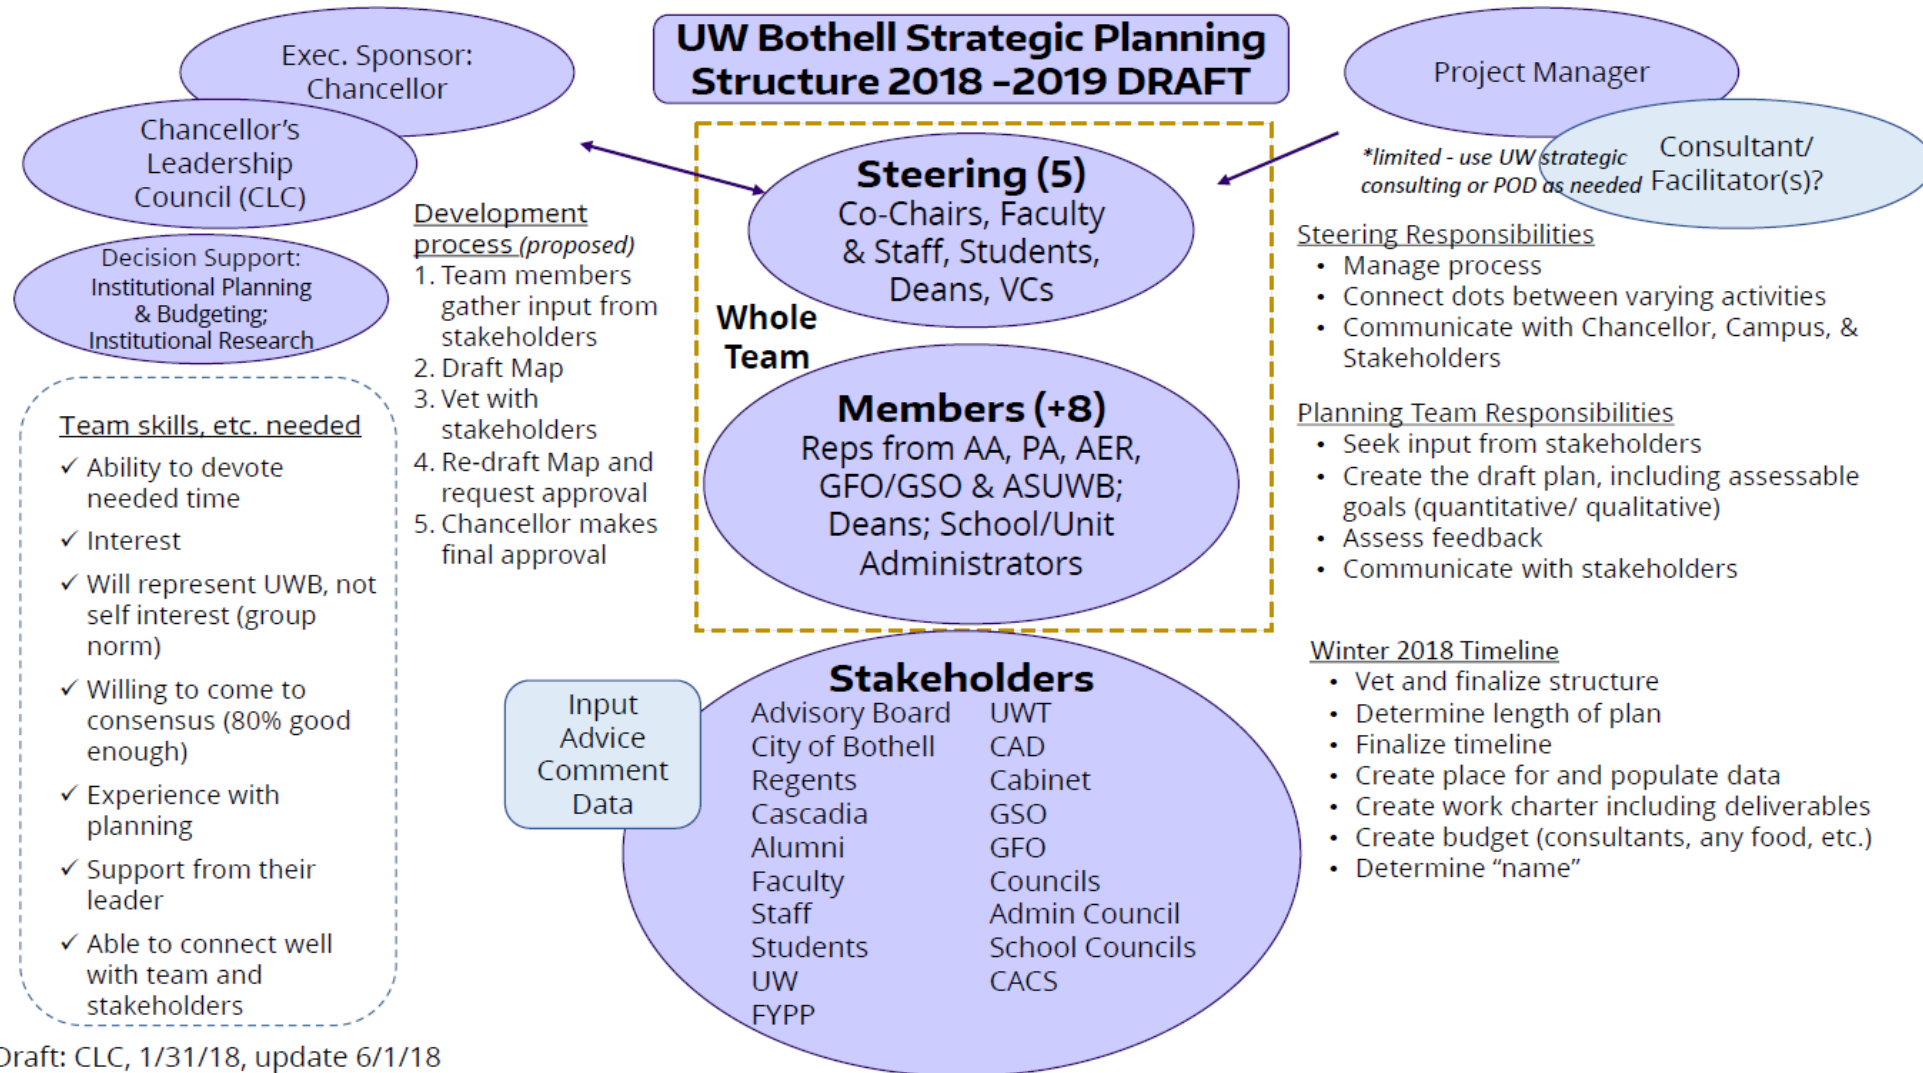 UW Bothell Strategic Planning
Structure 2018 –2019 DRAFT
Exec. Sponsor:
Chancellor
Chancellor’s
Leadership
Council (CLC)
Decision Support:
Institutional Planning
& Budgeting;
Institutional Research
Team skills, etc. needed
✓ Ability to devote
needed time
✓ Interest
✓ Will represent UWB, not
self interest (group
norm)
✓ Willing to come to
consensus (80% good
enough)
✓ Experience with
planning
✓ Support from their
leader
✓ Able to connect well
with team and
stakeholders
Draft: CLC, 1/31/18, update 6/1/18
Development
process (proposed)
1. Team members
gather input from
stakeholders
2. Draft Map
3. Vet with
stakeholders
4. Re-draft Map and
request approval
5. Chancellor makes
final approval
Whole
Team
Steering (5)
Co-Chairs, Faculty
& Staff, Students,
Deans, VCs
Members (+8)
Reps from AA, PA, AER,
GFO/GSO & ASUWB;
Deans; School/Unit
Administrators
Input
Advice
Comment
Data
Stakeholders
Advisory Board
City of Bothell
Regents
Cascadia
Alumni
Faculty
Staff
Students
UW
FYPP
UWT
CAD
Cabinet
GSO
GFO
Councils
Admin Council
School Councils
CACS
Project Manager
Consultant/
Facilitator(s)?
*limited - use UW strategic
consulting or POD as needed
Steering Responsibilities
• Manage process
• Connect dots between varying activities
• Communicate with Chancellor, Campus, &
Stakeholders
Planning Team Responsibilities
• Seek input from stakeholders
• Create the draft plan, including assessable
goals (quantitative/ qualitative)
• Assess feedback
• Communicate with stakeholders
Winter 2018 Timeline
• Vet and finalize structure
• Determine length of plan
• Finalize timeline
• Create place for and populate data
• Create work charter including deliverables
• Create budget (consultants, any food, etc.)
• Determine “name”